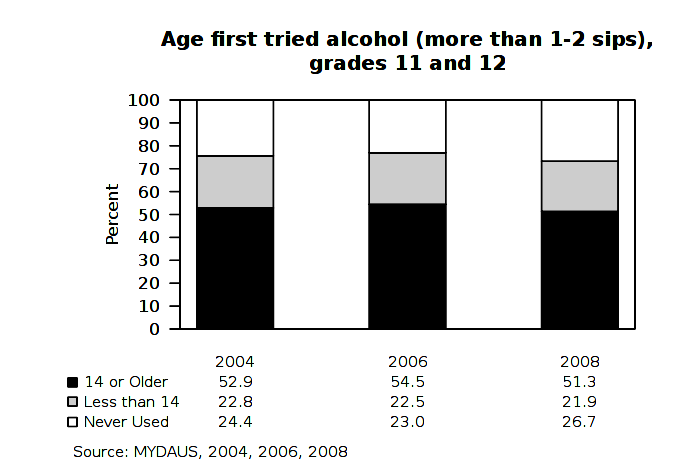 Age first tried alcohol (more than 1-2 sips),
grades 11 and 12
100
90
80
70
60
50
40
30
20
10
0
Percent
2004 2006 2008
14 or Older 52.9 54.5 51.3
Less than 14 22.8 22.5 21.9
Never Used 24.4 23.0 26.7
Source: MYDAUS, 2004, 2006, 2008